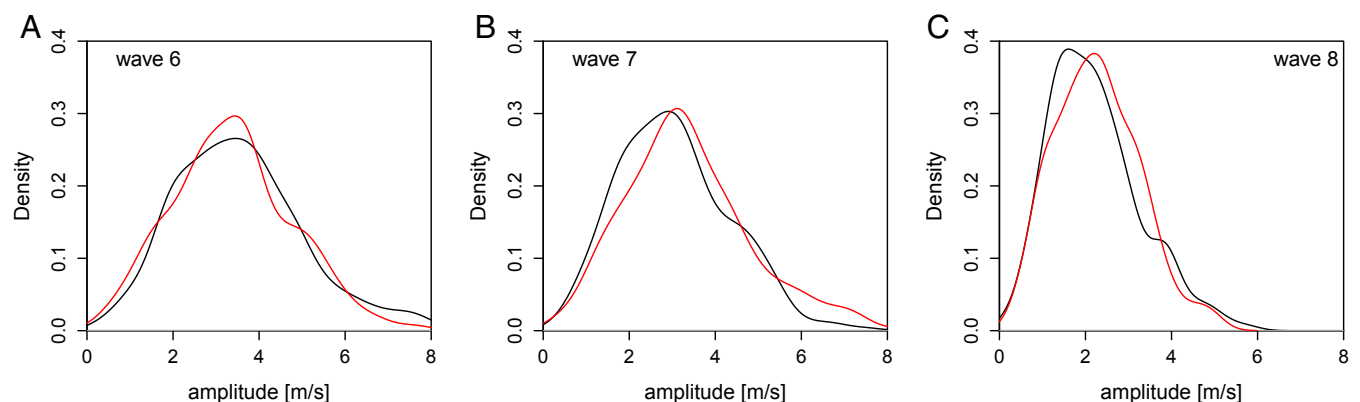 A
wave 6
Density
0.0 0.1 0.2 0.3 0.4
0 2 4 6 8
amplitude [m/s]
B
wave 7
Density
0.0 0.1 0.2 0.3 0.4
0 2 4 6 8
amplitude [m/s]
C
wave 8
Density
0.0 0.1 0.2 0.3 0.4
0 2 4 6 8
amplitude [m/s]